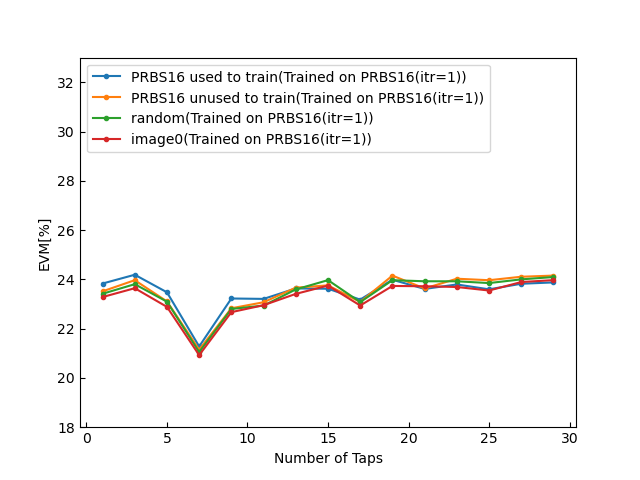 PRBS16 used to train(Trained on PRBS16(itr=1))
PRBS16 unused to train(Trained on PRBS16(itr=1))
random(Trained on PRBS16(itr=1))
image0(Trained on PRBS16(itr=1))
32
30
28
26
24
22
20
18
EVM[%]
0 5 10 15 20 25 30
Number of Taps